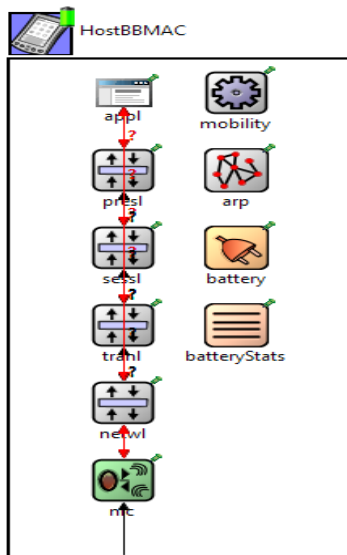 HostBBMAC
appl
mobility
?
?
presl
arp
?
?
?
sessl
battery
?
?
tranl
batteryStats
?
netwl
nic